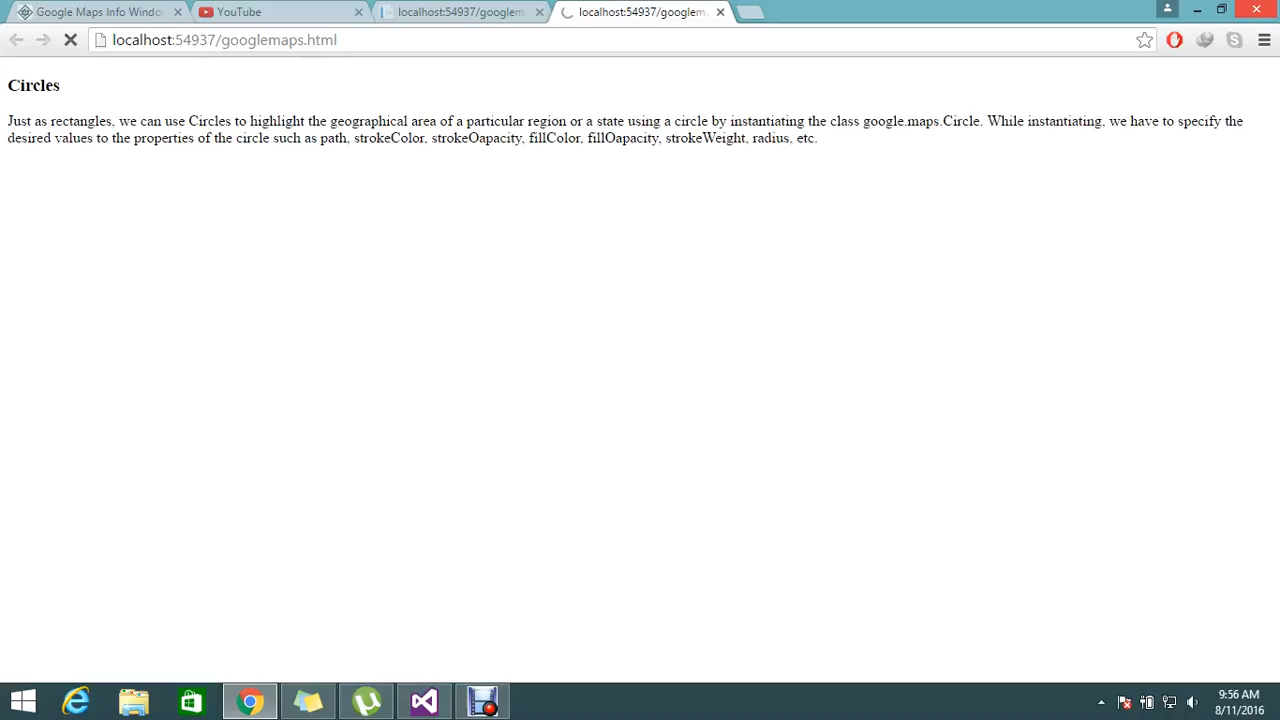 Google Maps Info Windo
YouTube
localhost:54937/googlem
localhost:54937/googlem
localhost:54937/googlemaps.html
Circles
Just as rectangles, we can use Circles to highlight the geographical area of a particular region or a state using a circle by instantiating the class google.maps.Circle. While instantiating, we have to specify the
desired values to the properties of the circle such as path, strokeColor, strokeOapacity, fillColor, fillOapacity, strokeWeight, radius, etc.
9:56 AM
8/11/2016